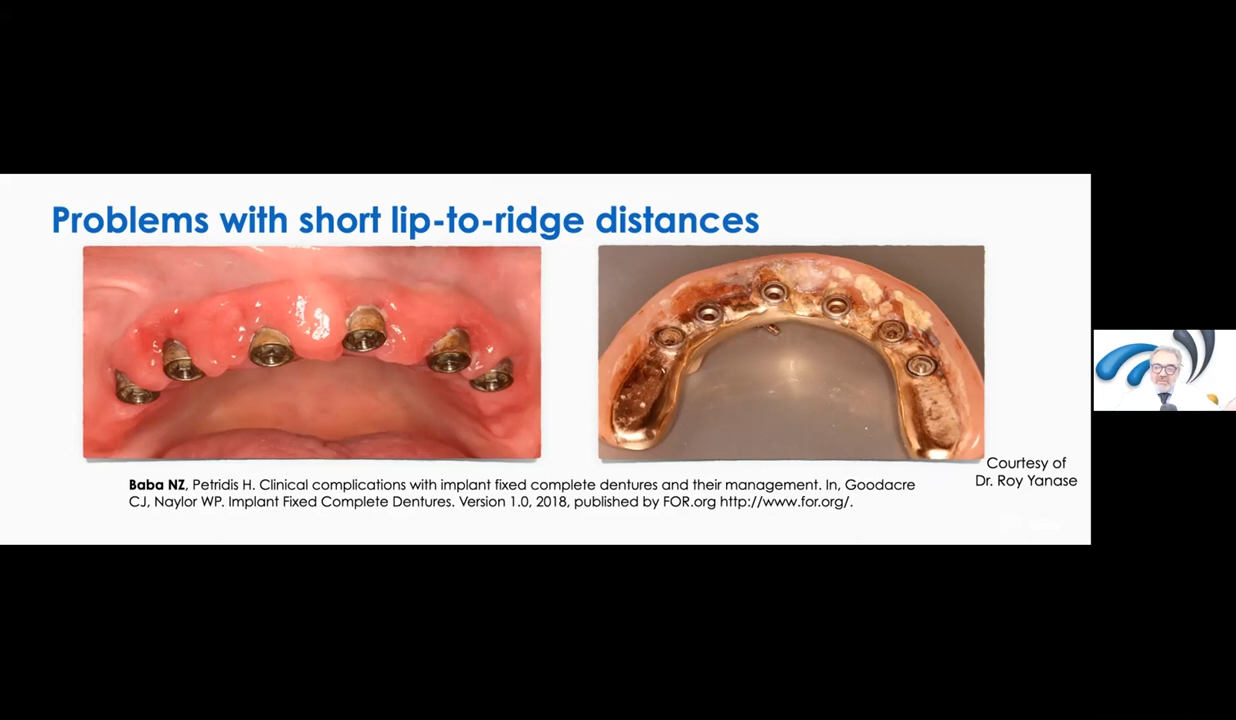 Problems with short lip-to-ridge distances
Courtesy of
Dr. Roy Yanase
Baba NZ, Petridis H. Clinical complications with implant fixed complete dentures and their management. In, Goodacre
CJ, Naylor WP. Implant Fixed Complete Dentures. Version 1.0, 2018, published by FOR.org http://www.for.org/.